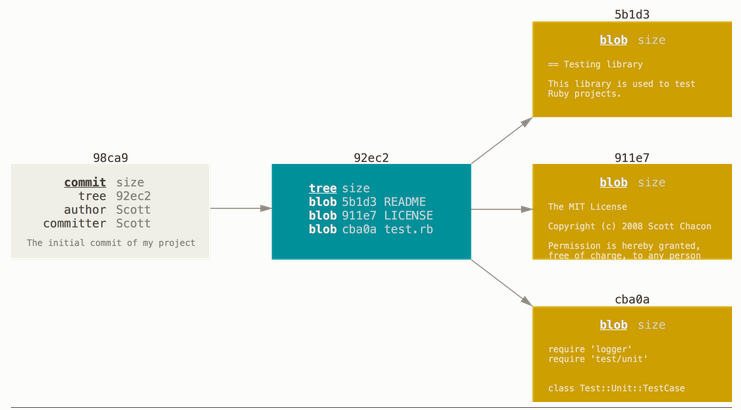 98ca9
commit size
tree 92ec2
author Scott
committer Scott
The initial commit of my project
92ec2
tree size
blob 5b1d3 README
blob 911e7 LICENSE
blob cba0a test.rb
5b1d3
blob size
== Testing library
This library is used to test
Ruby projects.
911e7
blob size
The MIT License
Copyright (c) 2008 Scott Chacon
Permission is hereby granted,
free of charge, to any person
cba0a
blob size
require 'logger'
require 'test/unit'
class Test::Unit::TestCase